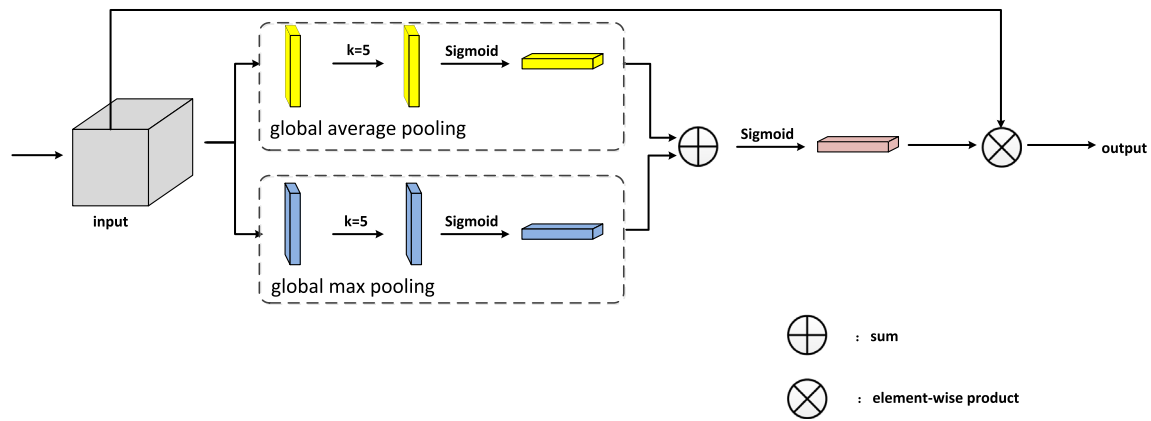 k=5
Sigmoid
global average pooling
Sigmoid
output
input
k=5
Sigmoid
global max pooling
: sum
: element-wise product